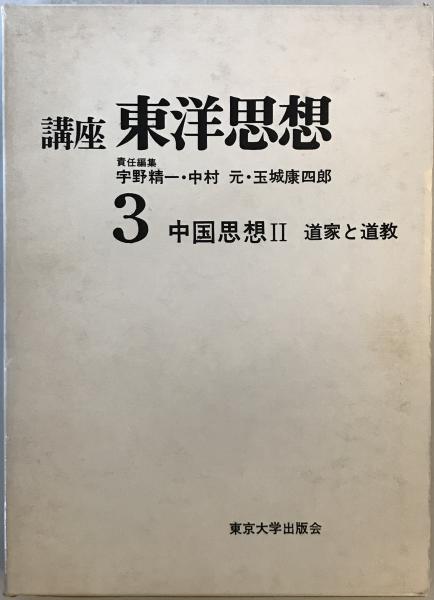 講座 東洋思想
責任編集
宇野精一・中村 元・玉城康四郎
3 中国思想II 道家と道教
東京大学出版会